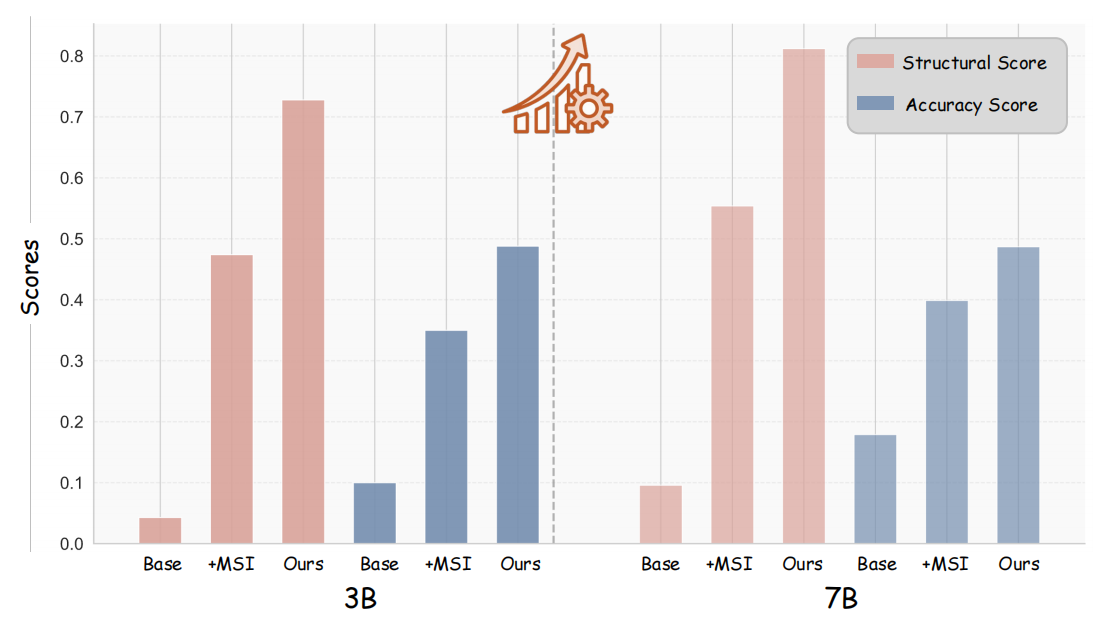 Structural Score
Accuracy Score
Scores
0.8
0.7
0.6
0.5
0.4
0.3
0.2
0.1
0.0
Base +MSI Ours Base +MSI Ours Base +MSI Ours Base +MSI Ours
3B 7B